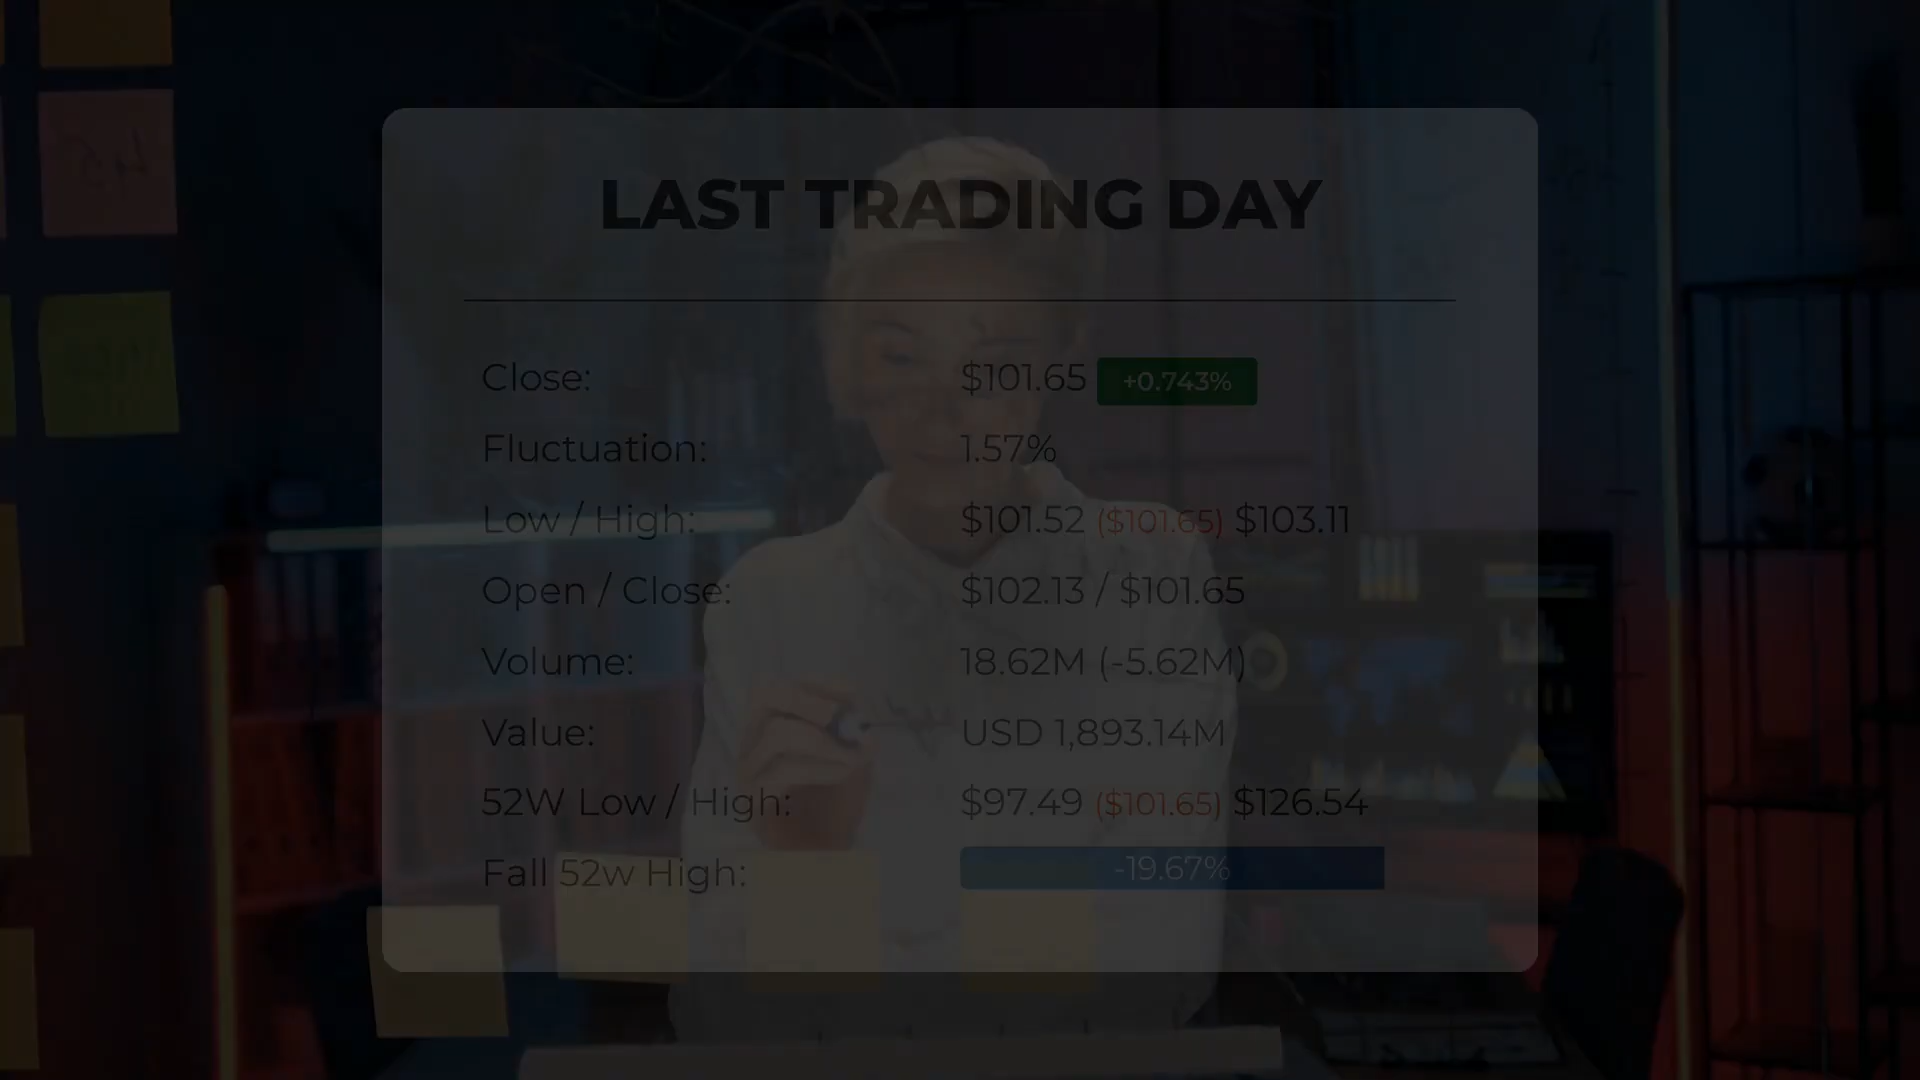 LAST TRADING DAY
Close: $101.65 +0.743%
Fluctuation: 1.57%
Low / High: $101.52 ($101.65) $103.11
Open / Close: $102.13 / $101.65
Volume: 18.62M (-5.62M)
Value: USD 1,893.14M
52W Low / High: $97.49 ($101.65) $126.54
Fall 52w High: -19.67%